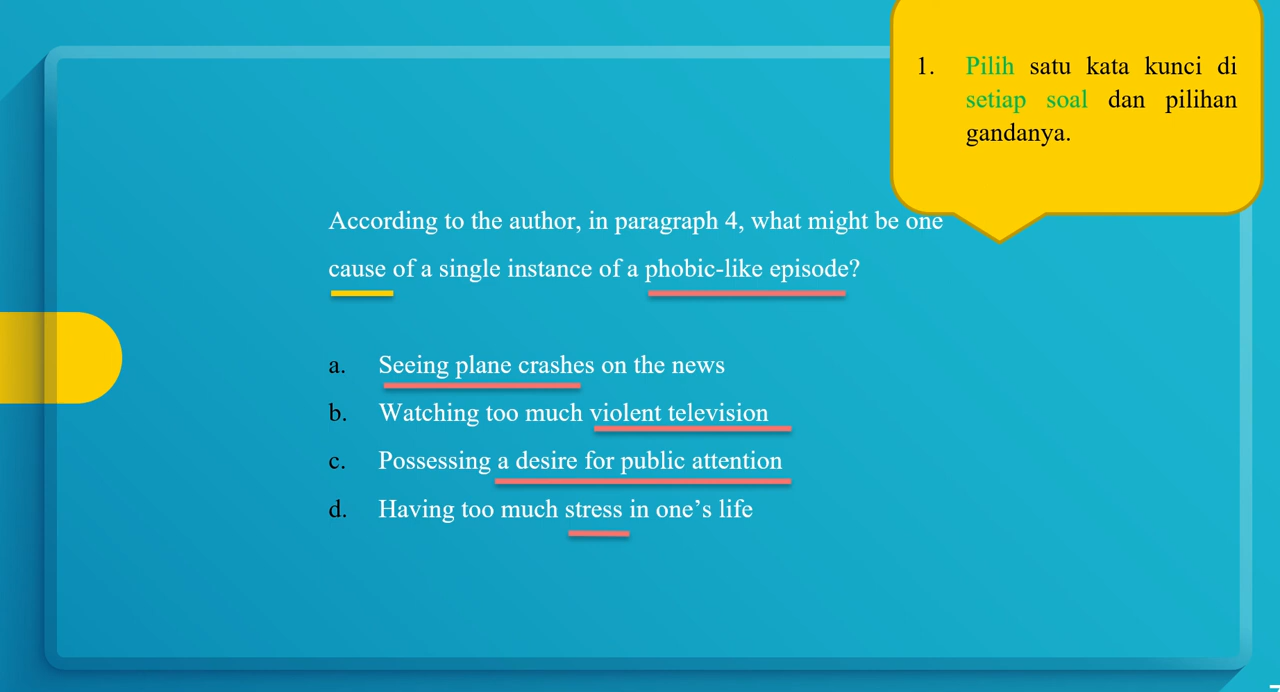 1. Pilih satu kata kunci di
setiap soal dan pilihan
gandanya.
According to the author, in paragraph 4, what might be one
cause of a single instance of a phobic-like episode?
a. Seeing plane crashes on the news
b. Watching too much violent television
c. Possessing a desire for public attention
d. Having too much stress in one’s life